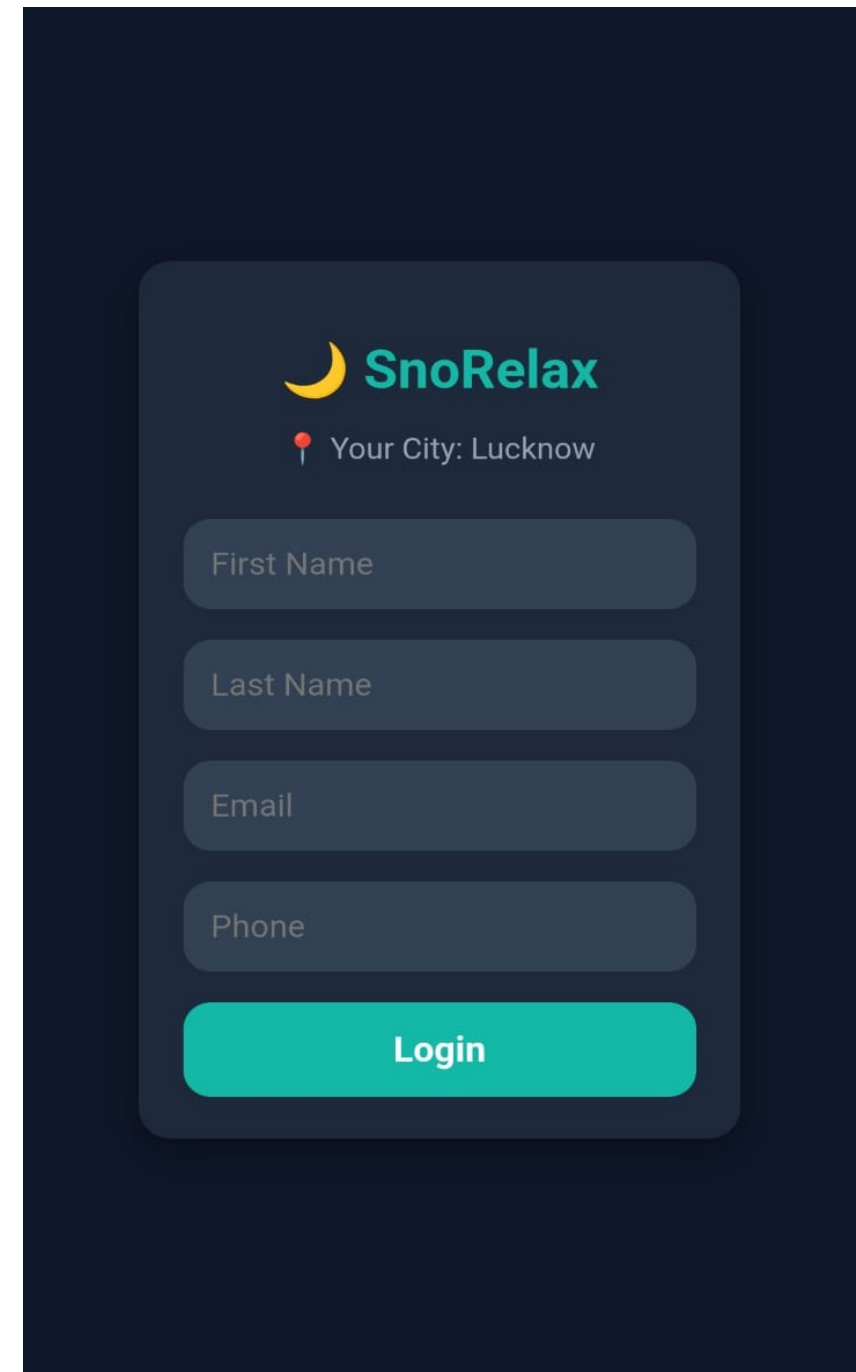 🌙 SnoRelax
📍 Your City: Lucknow
First Name
Last Name
Email
Phone
Login